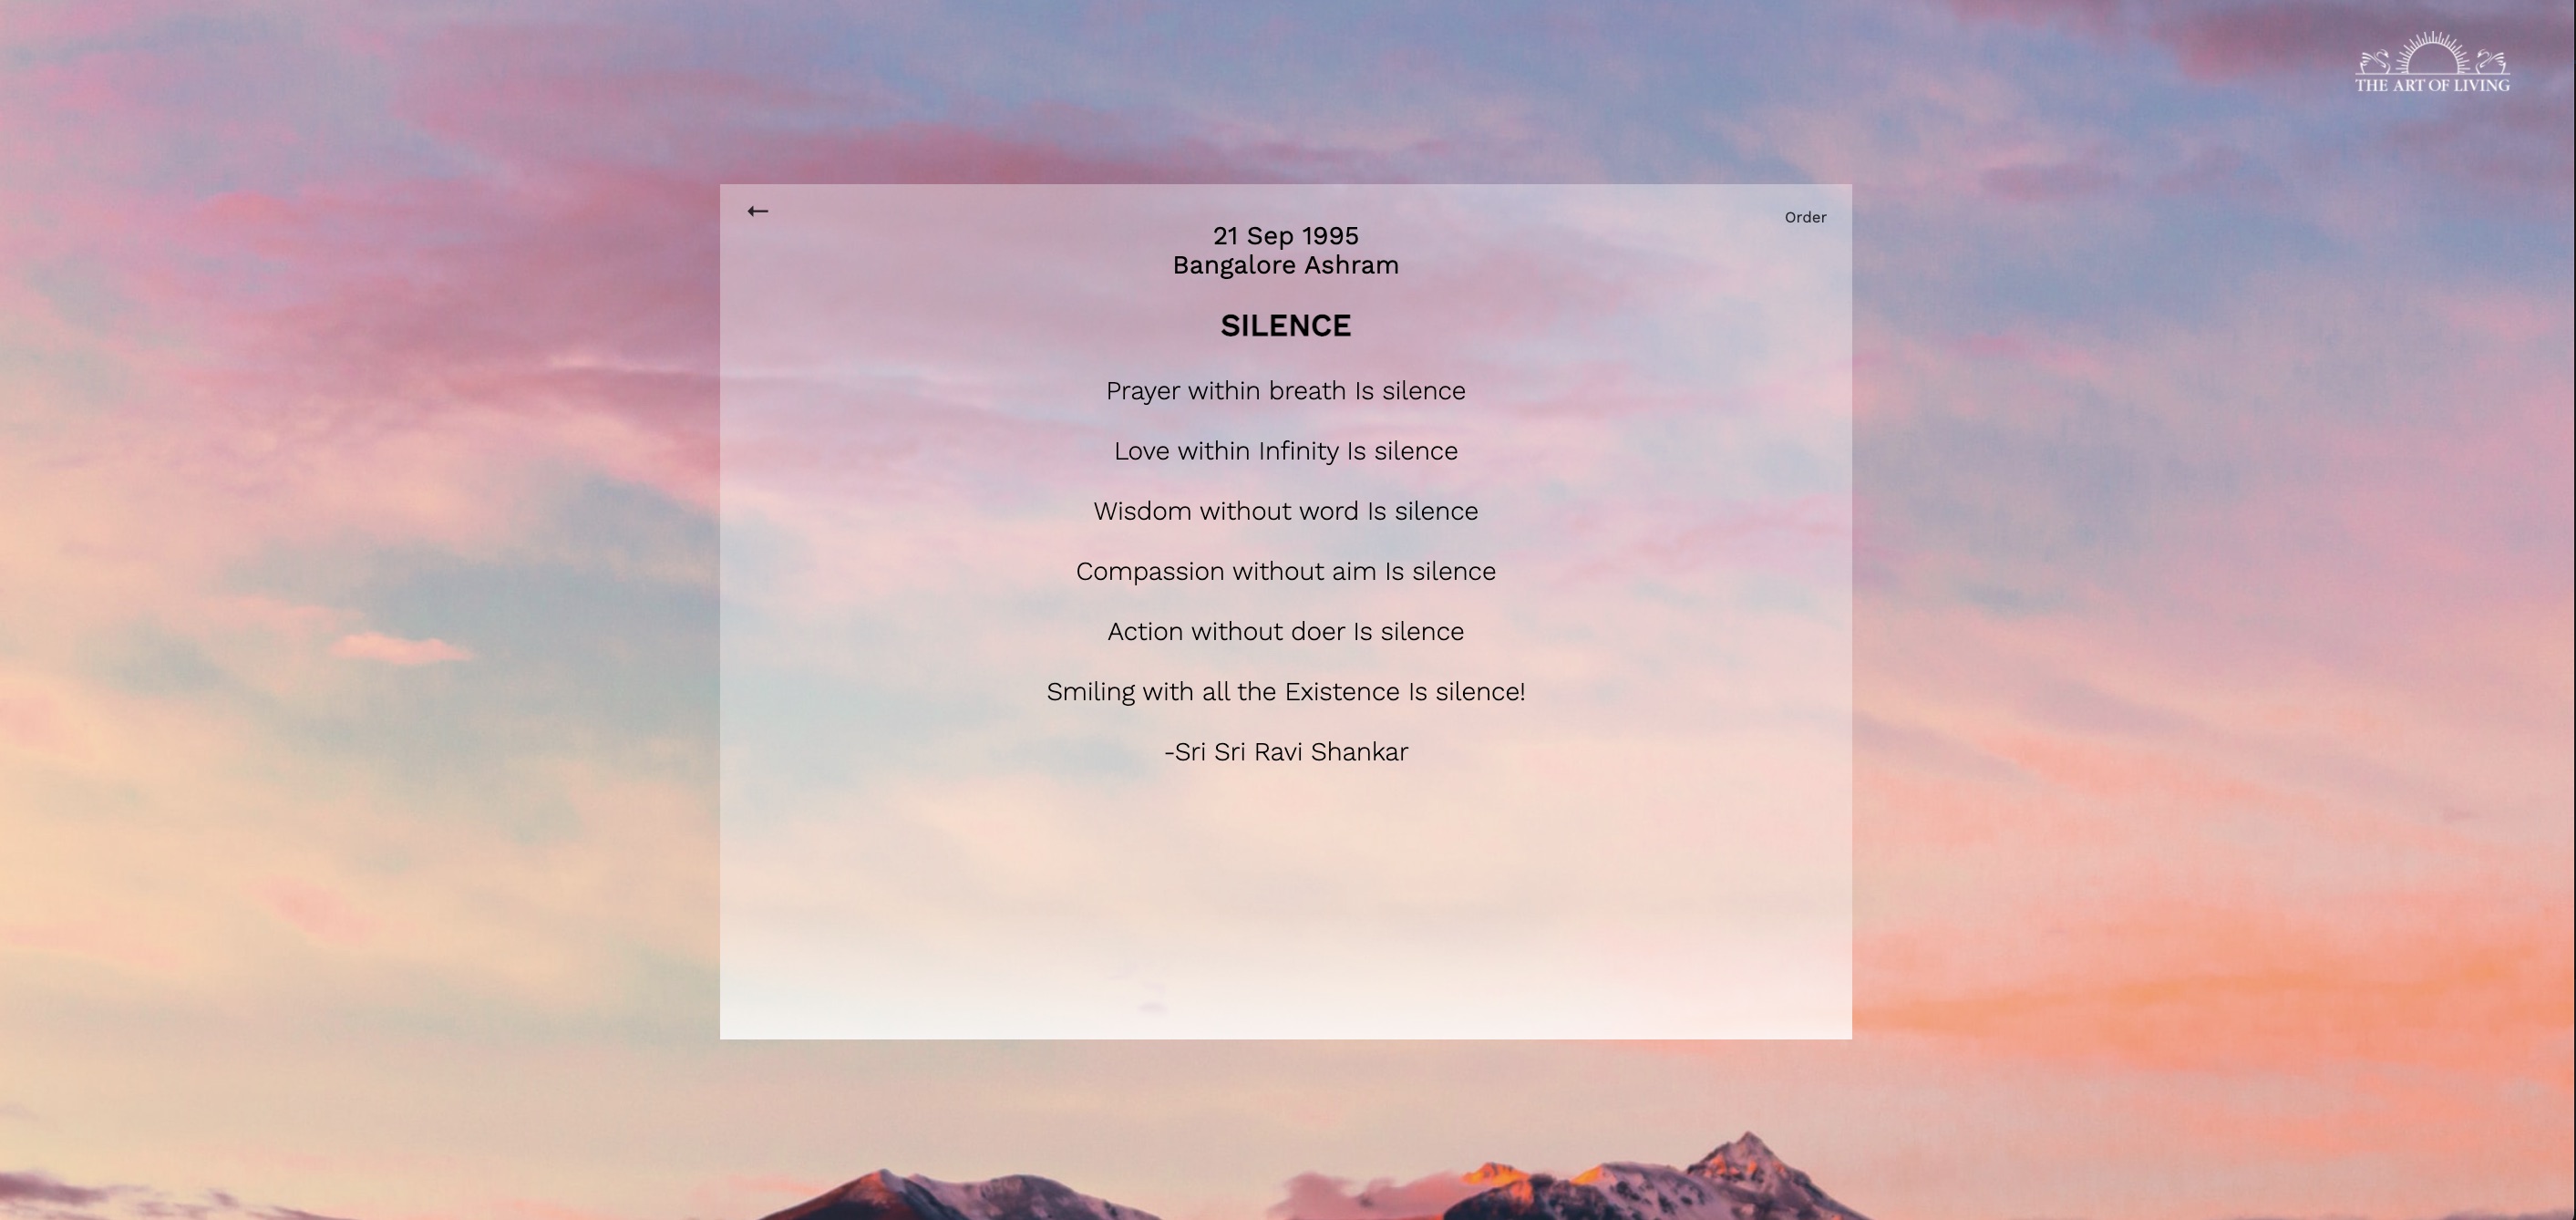 THE ART OF LIVING
←
Order
21 Sep 1995
Bangalore Ashram
SILENCE
Prayer within breath Is silence
Love within Infinity Is silence
Wisdom without word Is silence
Compassion without aim Is silence
Action without doer Is silence
Smiling with all the Existence Is silence!
-Sri Sri Ravi Shankar